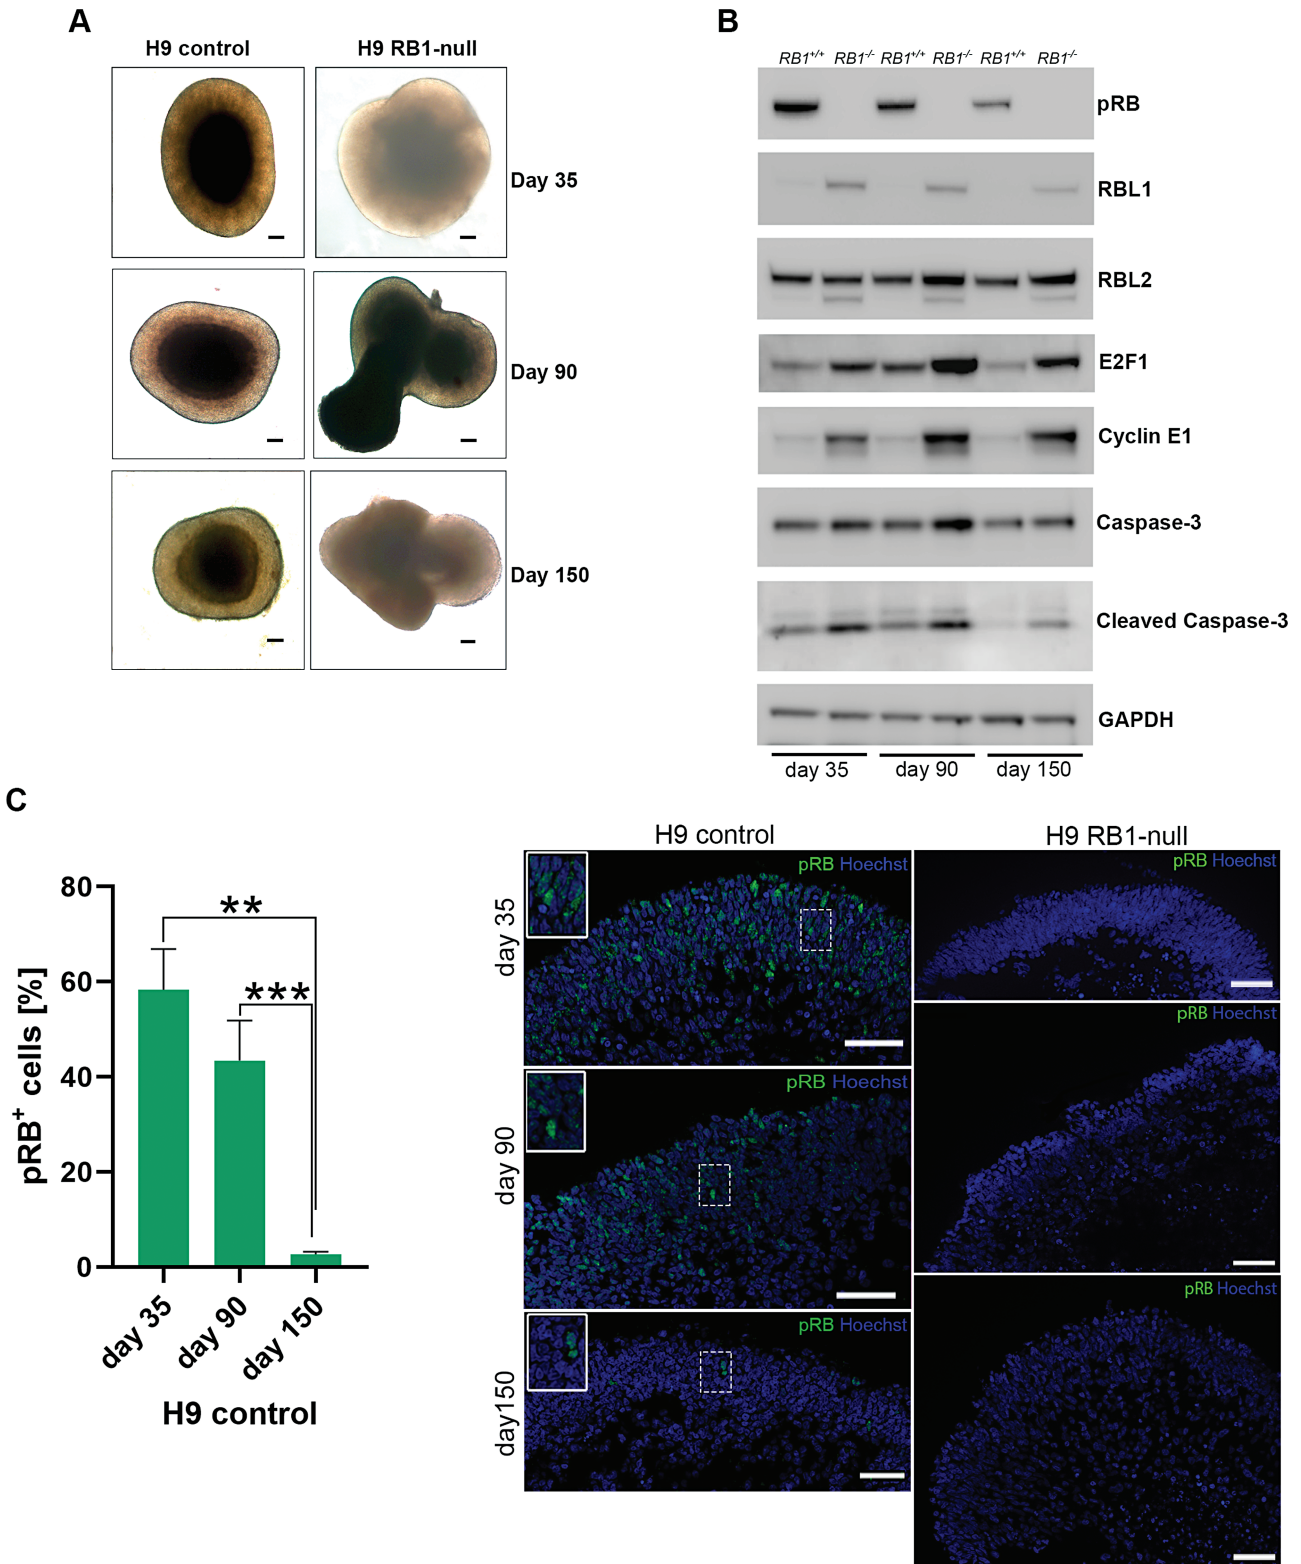 A
H9 control
H9 RB1-null
Day 35
Day 90
Day 150
B
RB1+/+ RB1-/- RB1+/+ RB1-/- RB1+/+ RB1-/-
pRB
RBL1
RBL2
E2F1
Cyclin E1
Caspase-3
Cleaved Caspase-3
GAPDH
day 35 day 90 day 150
C
80
60
40
20
0
pRB+ cells [%]
**
***
day 35
day 90
day 150
H9 control
H9 control
H9 RB1-null
day 35
pRB Hoechst
pRB Hoechst
day 90
pRB Hoechst
pRB Hoechst
day150
pRB Hoechst
pRB Hoechst